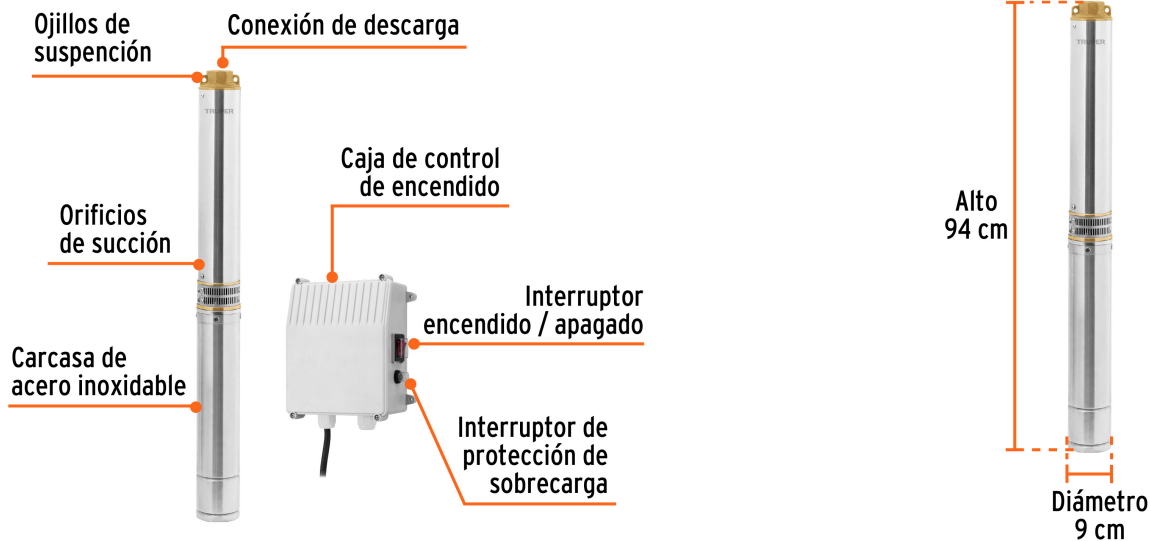 Ojillos de
suspención
Conexión de descarga
TRUPER
Caja de control
de encendido
Orificios
de succión
Interruptor
encendido / apagado
Carcasa de
acero inoxidable
Interruptor de
protección de
sobrecarga
TRUPER
Alto
94 cm
Diámetro
9 cm